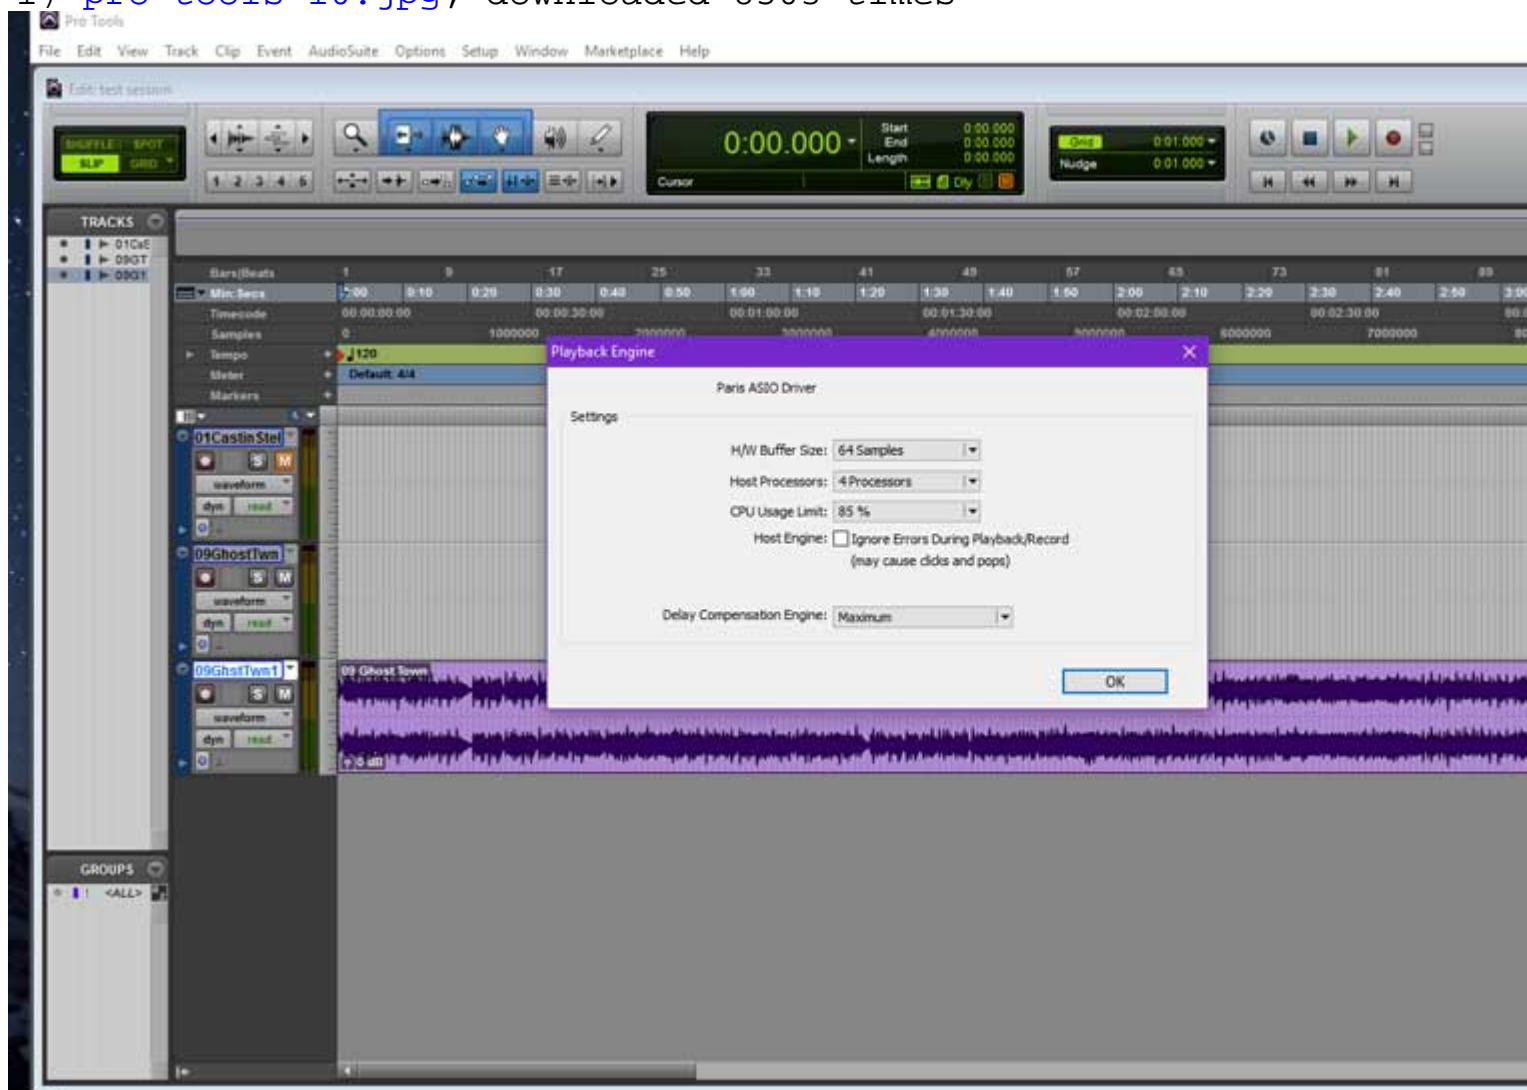 Pro Tools
File Edit View Track Clip Event AudioSuite Options Setup Window Marketplace Help
Edit: test session
SHUFFLE SPOT
SLIP GRID
1 2 3 4 5
0:00.000
Start 0:00.000
End 0:00.000
Length 0:00.000
Cursor
Dly
Grid 0:01.000
Nudge 0:01.000
TRACKS
01CsS
09GT
09G1
Bars|Beats 1 9 17 25 33 41 49 57 65 73 81 89
Min:Secs 0:00 0:10 0:20 0:30 0:40 0:50 1:00 1:10 1:20 1:30 1:40 1:50 2:00 2:10 2:20 2:30 2:40 2:50 3:00
Timecode 00:00:00:00 00:00:30:00 00:01:00:00 00:01:30:00 00:02:00:00 00:02:30:00
Samples 0 1000000 2000000 3000000 4000000 5000000 6000000 7000000
Tempo 120
Meter Default: 4/4
Markers
Playback Engine
Paris ASIO Driver
Settings
H/W Buffer Size: 64 Samples
Host Processors: 4 Processors
CPU Usage Limit: 85 %
Host Engine: Ignore Errors During Playback/Record
(may cause clicks and pops)
Delay Compensation Engine: Maximum
OK
01CastinStel
S M
waveform
dyn read
09GhostTwn
S M
waveform
dyn read
09GhstTwn1
S M
waveform
dyn read
09 Ghost Town
0 dB
GROUPS
! <ALL>